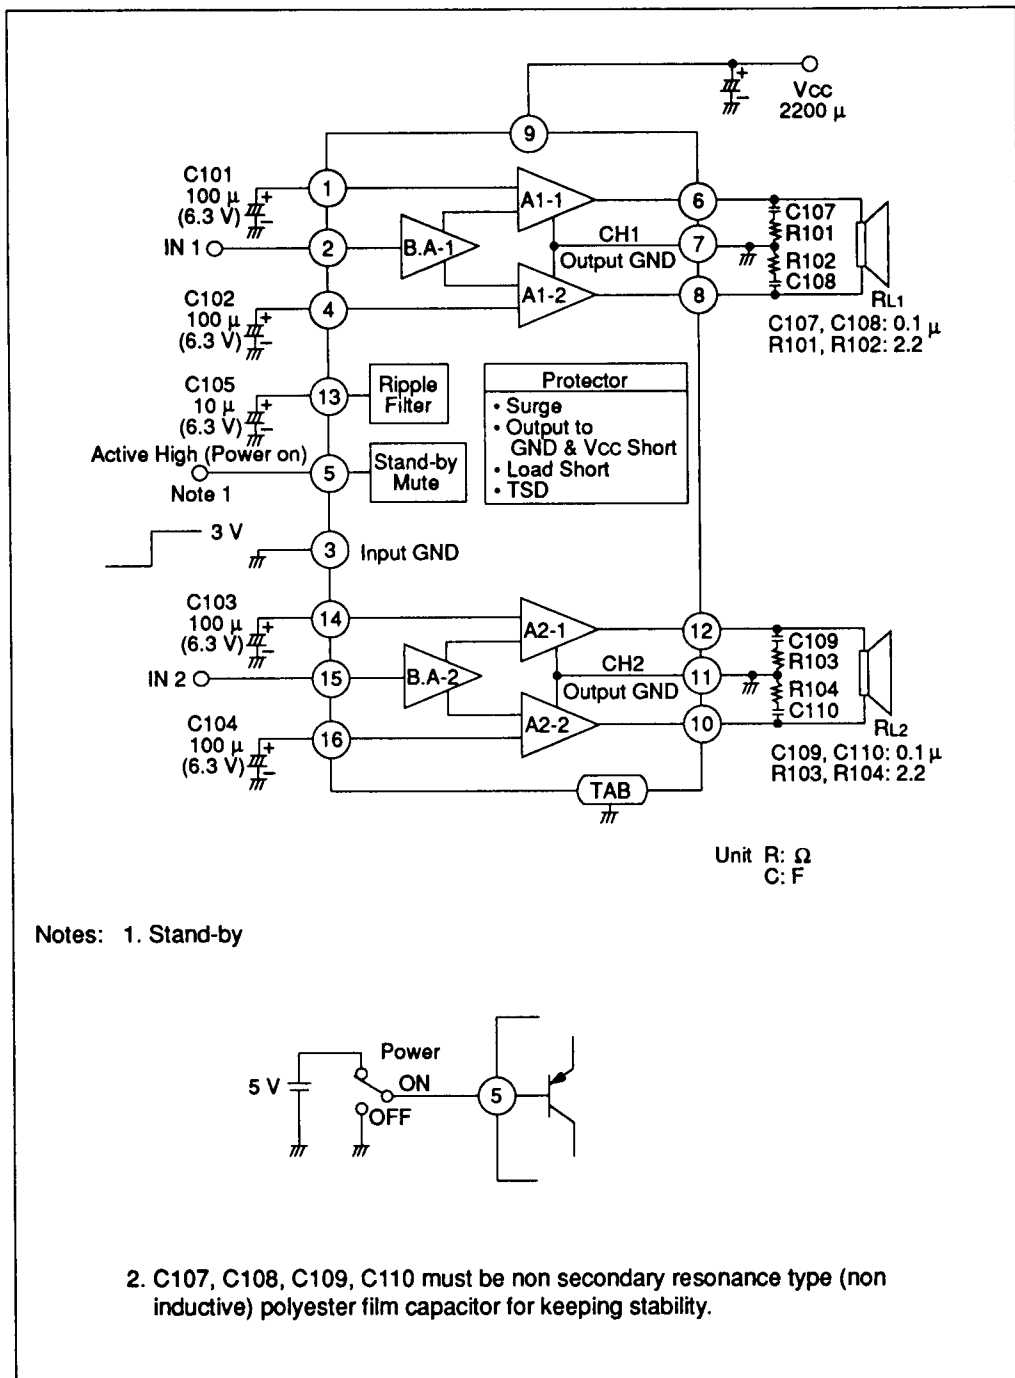 Vcc
2200 μ
9
C101
100 μ
(6.3 V)
+
−
1
A1-1
6
C107
R101
IN 1
2
B.A-1
CH1
Output GND
7
R102
C108
C102
100 μ
(6.3 V)
+
−
4
A1-2
8
RL1
C107, C108: 0.1 μ
R101, R102: 2.2
C105
10 μ
(6.3 V)
+
−
13
Ripple
Filter
Protector
• Surge
• Output to
GND & Vcc Short
• Load Short
• TSD
Active High (Power on)
Note 1
5
Stand-by
Mute
3 V
3
Input GND
C103
100 μ
(6.3 V)
+
−
14
A2-1
12
C109
R103
IN 2
15
B.A-2
CH2
Output GND
11
R104
C110
C104
100 μ
(6.3 V)
+
−
16
A2-2
10
RL2
C109, C110: 0.1 μ
R103, R104: 2.2
TAB
Unit R: Ω
C: F
Notes: 1. Stand-by
5 V
Power
ON
OFF
5
2. C107, C108, C109, C110 must be non secondary resonance type (non
inductive) polyester film capacitor for keeping stability.